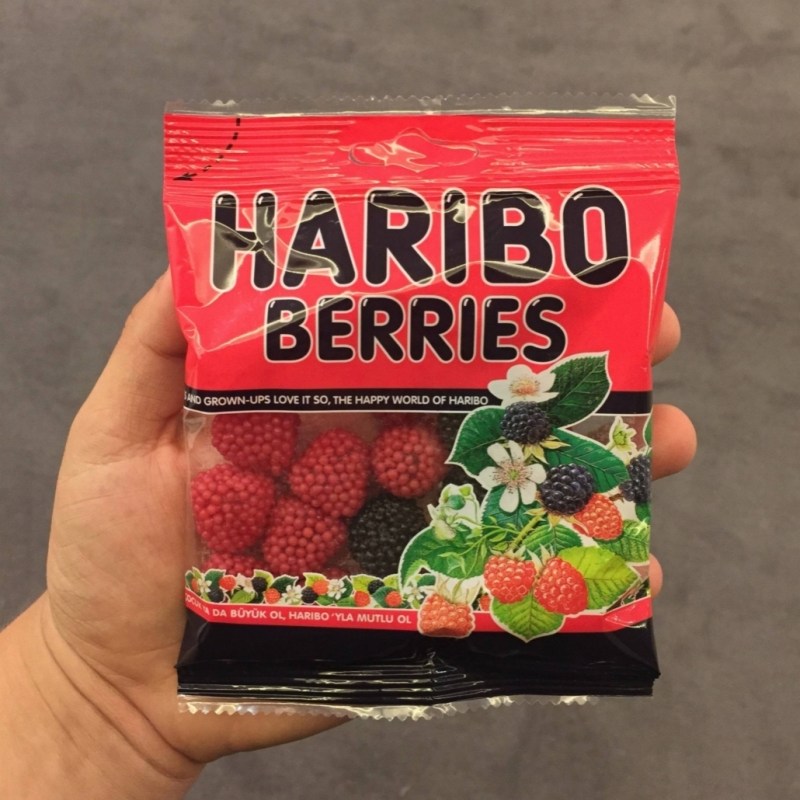 HARIBO
BERRIES
AND GROWN-UPS LOVE IT SO, THE HAPPY WORLD OF HARIBO
YA DA BÜYÜK OL, HARIBO'YLA MUTLU OL